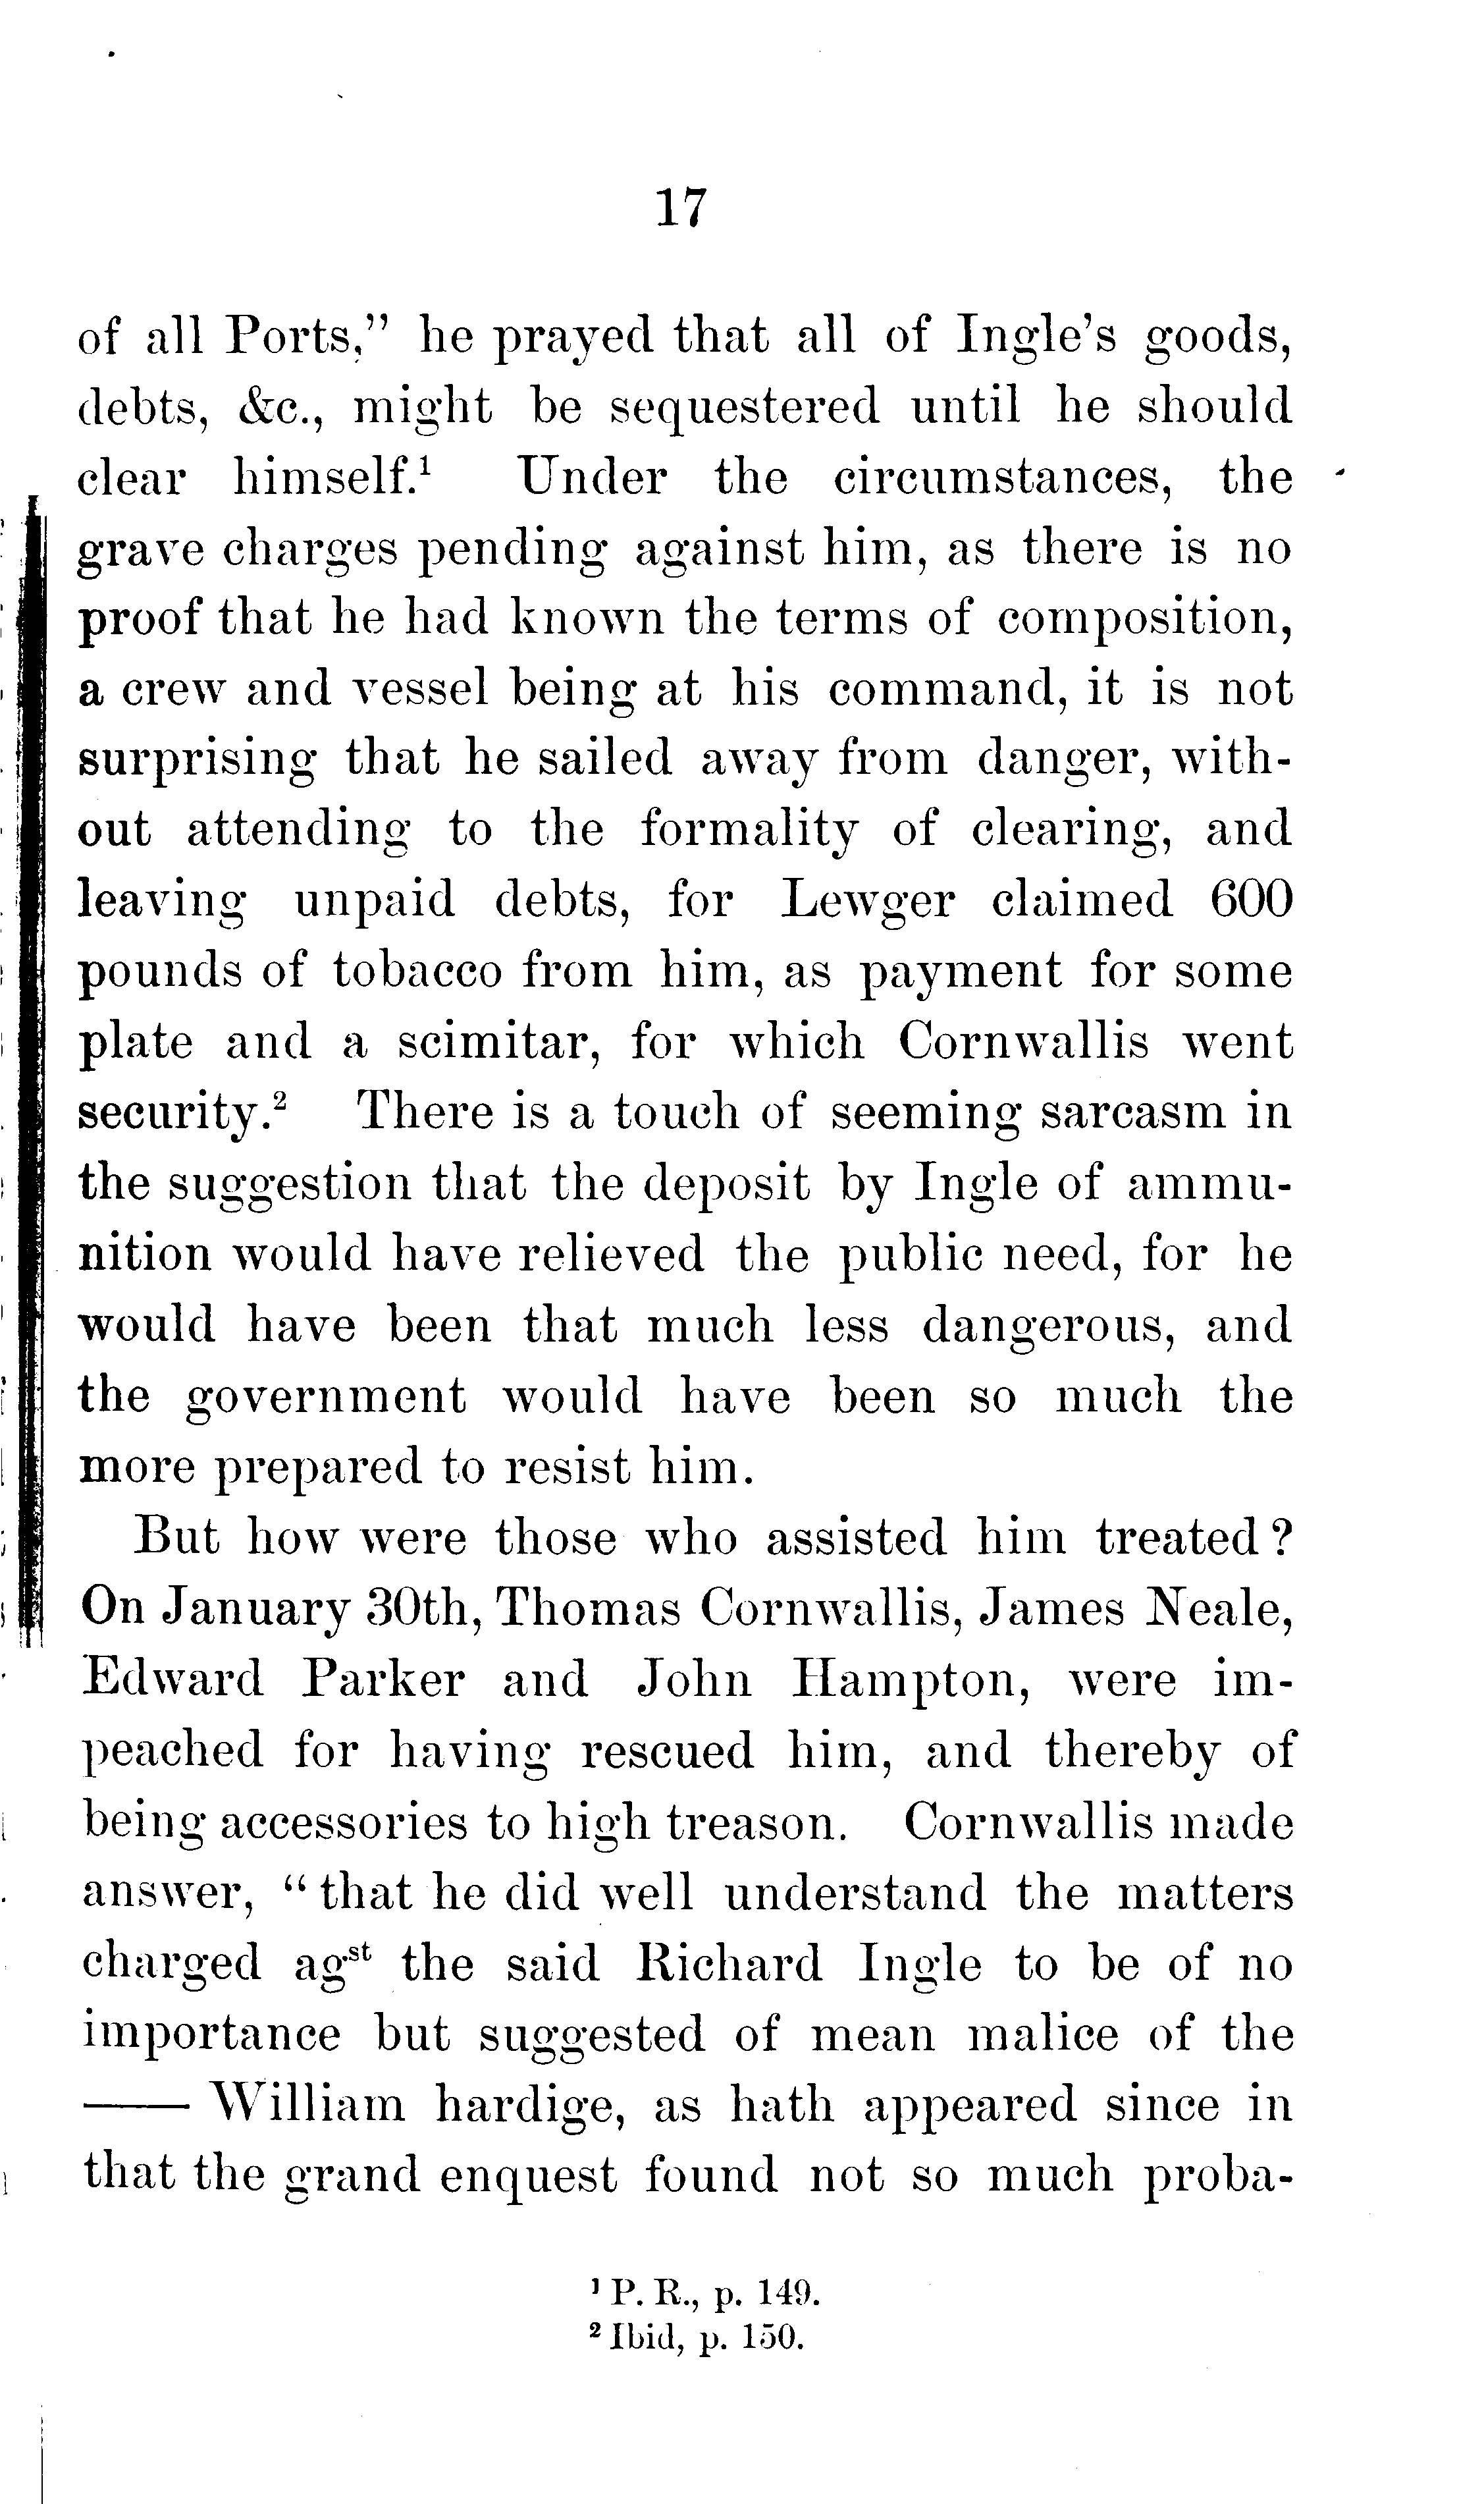 17
of all Ports," he prayed that all of Ingle's goods,
debts, &c., might be sequestered until he should
clear himself.¹ Under the circumstances, the
grave charges pending against him, as there is no
proof that he had known the terms of composition,
a crew and vessel being at his command, it is not
surprising that he sailed away from danger, with-
out attending to the formality of clearing, and
leaving unpaid debts, for Lewger claimed 600
pounds of tobacco from him, as payment for some
plate and a scimitar, for which Cornwallis went
security.² There is a touch of seeming sarcasm in
the suggestion that the deposit by Ingle of ammu-
nition would have relieved the public need, for he
would have been that much less dangerous, and
the government would have been so much the
more prepared to resist him.
But how were those who assisted him treated?
On January 30th, Thomas Cornwallis, James Neale,
Edward Parker and John Hampton, were im-
peached for having rescued him, and thereby of
being accessories to high treason. Cornwallis made
answer, "that he did well understand the matters
charged agˢᵗ the said Richard Ingle to be of no
importance but suggested of mean malice of the
—— William hardige, as hath appeared since in
that the grand enquest found not so much proba-
¹ P. R., p. 149.
² Ibid, p. 150.